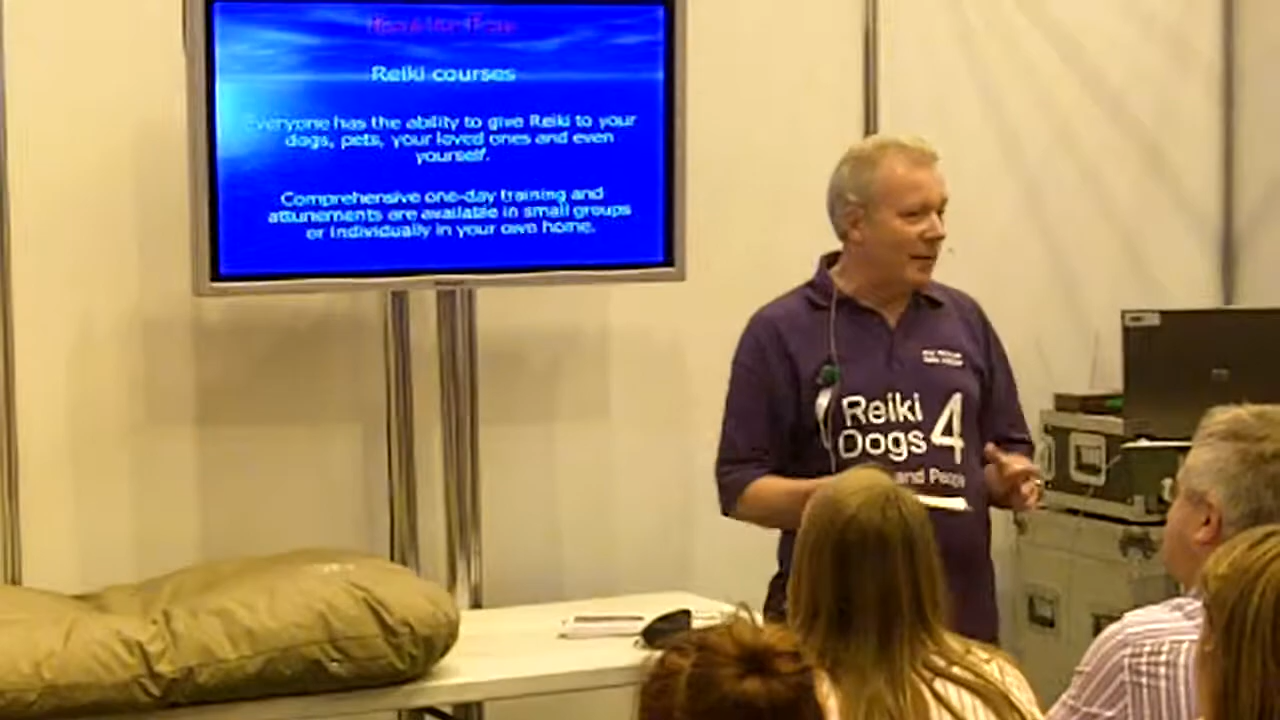 Reiki courses
Everyone has the ability to give Reiki to your
dogs, pets, your loved ones and even
yourself.
Comprehensive one-day training and
attunements are available in small groups
or individually in your own home.
Reiki
Dogs 4
and People